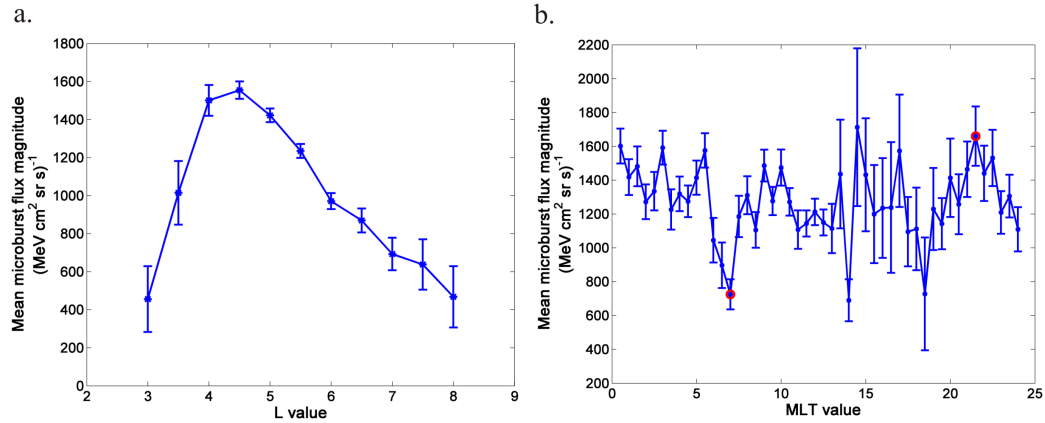 a.
1800
1600
1400
1200
1000
800
600
400
200
0
2 3 4 5 6 7 8 9
L value
Mean microburst flux magnitude
(MeV cm² sr s)⁻¹
b.
2200
2000
1800
1600
1400
1200
1000
800
600
400
200
0 5 10 15 20 25
MLT value
Mean microburst flux magnitude
(MeV cm² sr s)⁻¹